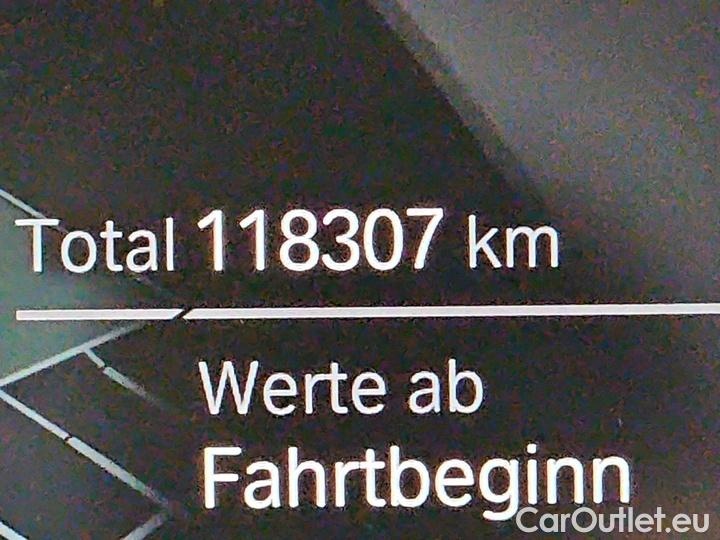 Total 118307 km
Werte ab
Fahrtbeginn
CarOutlet.eu